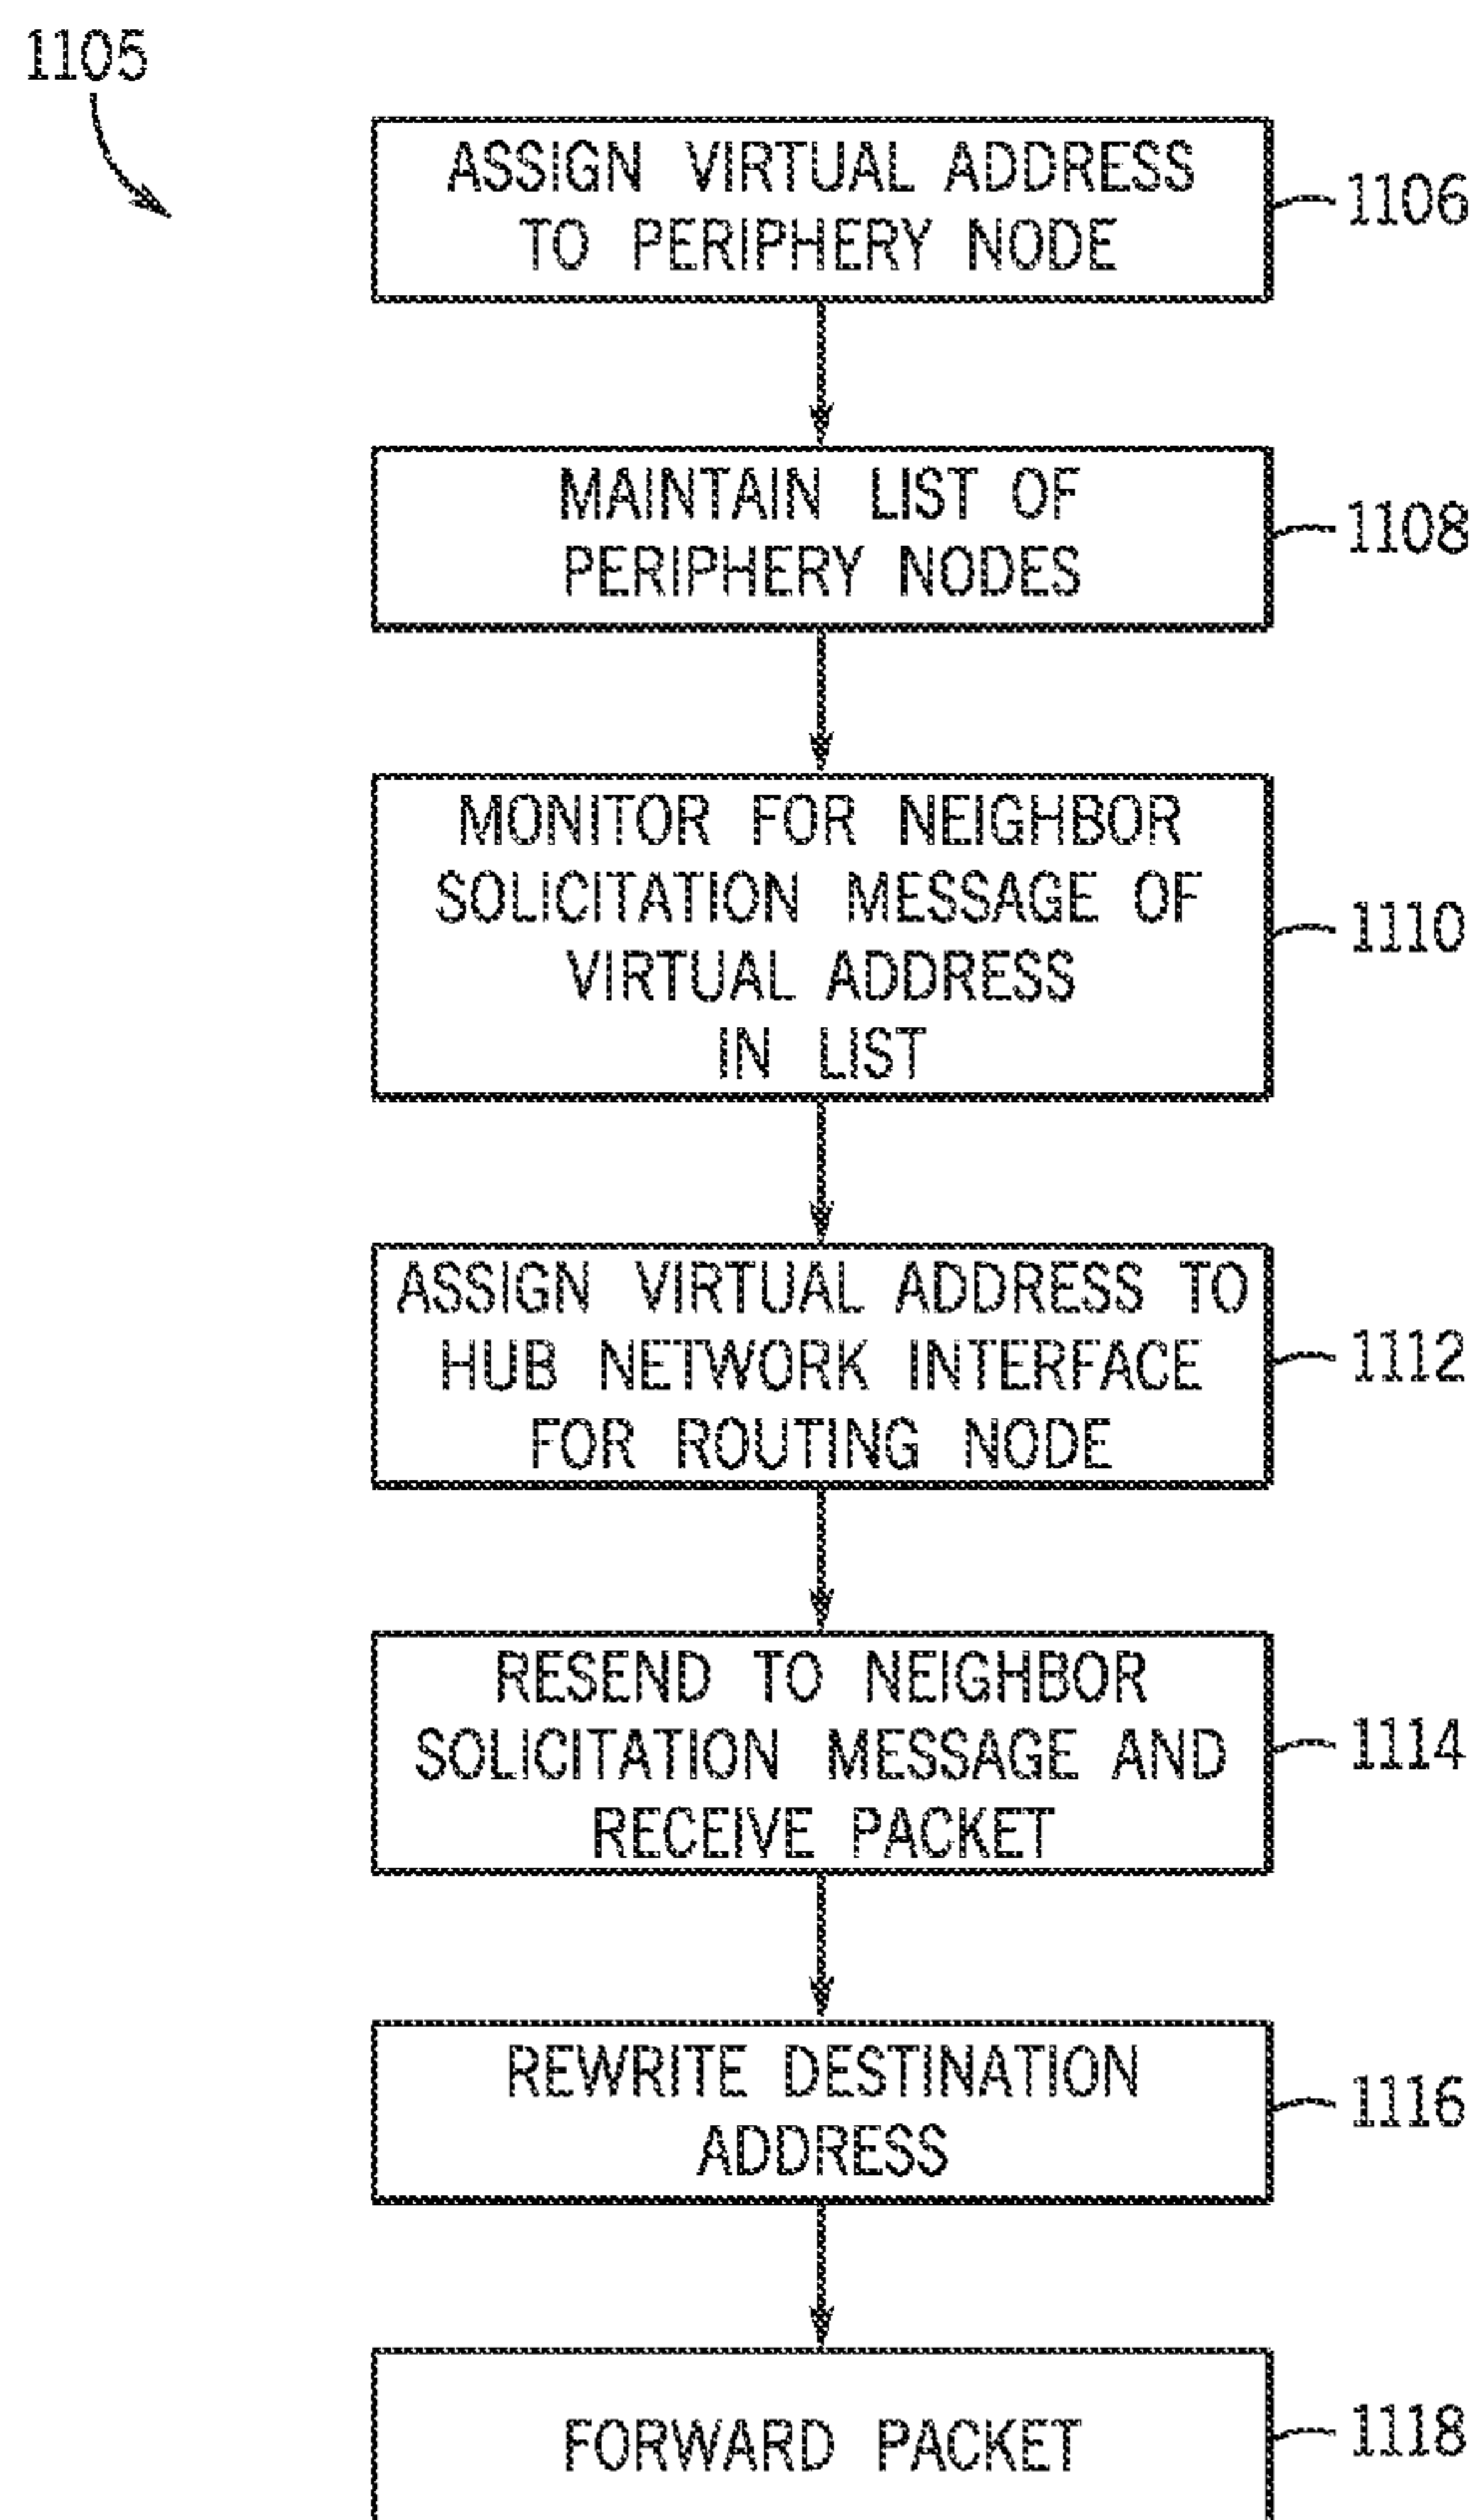 1105
ASSIGN VIRTUAL ADDRESS
TO PERIPHERY NODE
1106
MAINTAIN LIST OF
PERIPHERY NODES
1108
MONITOR FOR NEIGHBOR
SOLICITATION MESSAGE OF
VIRTUAL ADDRESS
IN LIST
1110
ASSIGN VIRTUAL ADDRESS TO
HUB NETWORK INTERFACE
FOR ROUTING NODE
1112
RESEND TO NEIGHBOR
SOLICITATION MESSAGE AND
RECEIVE PACKET
1114
REWRITE DESTINATION
ADDRESS
1116
FORWARD PACKET
1118